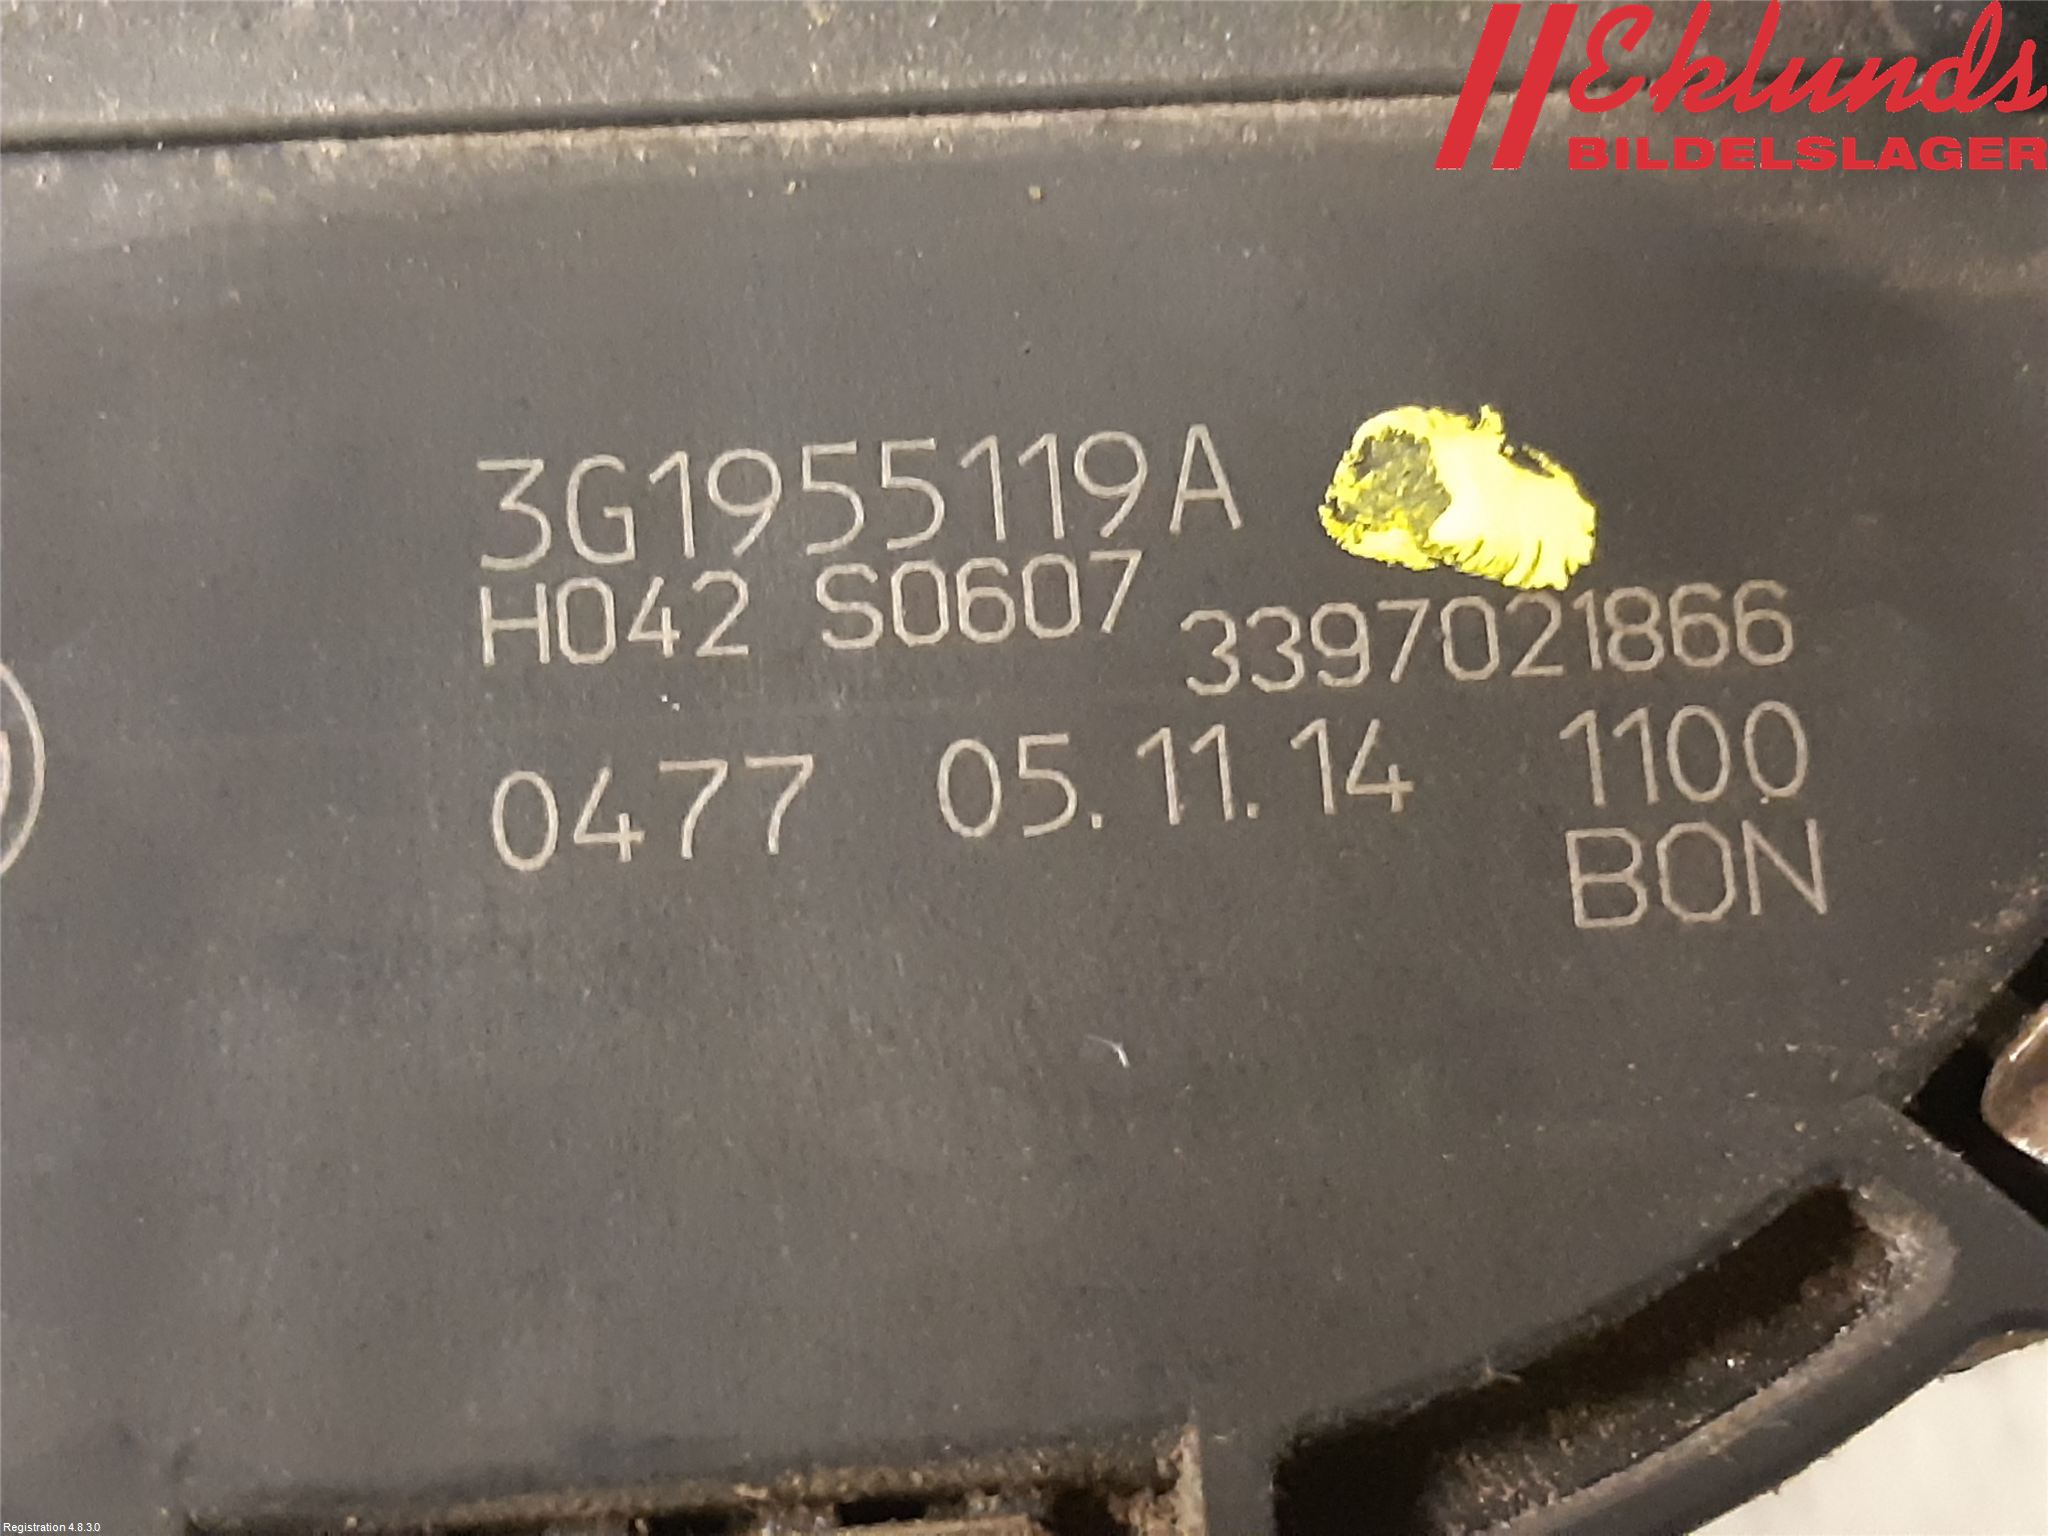 Eklunds
BILDELSLAGER
3G1955119A
H042 S0607
3397021866
0477 05.11.14 1100
BON
Registration 4.8.3.0